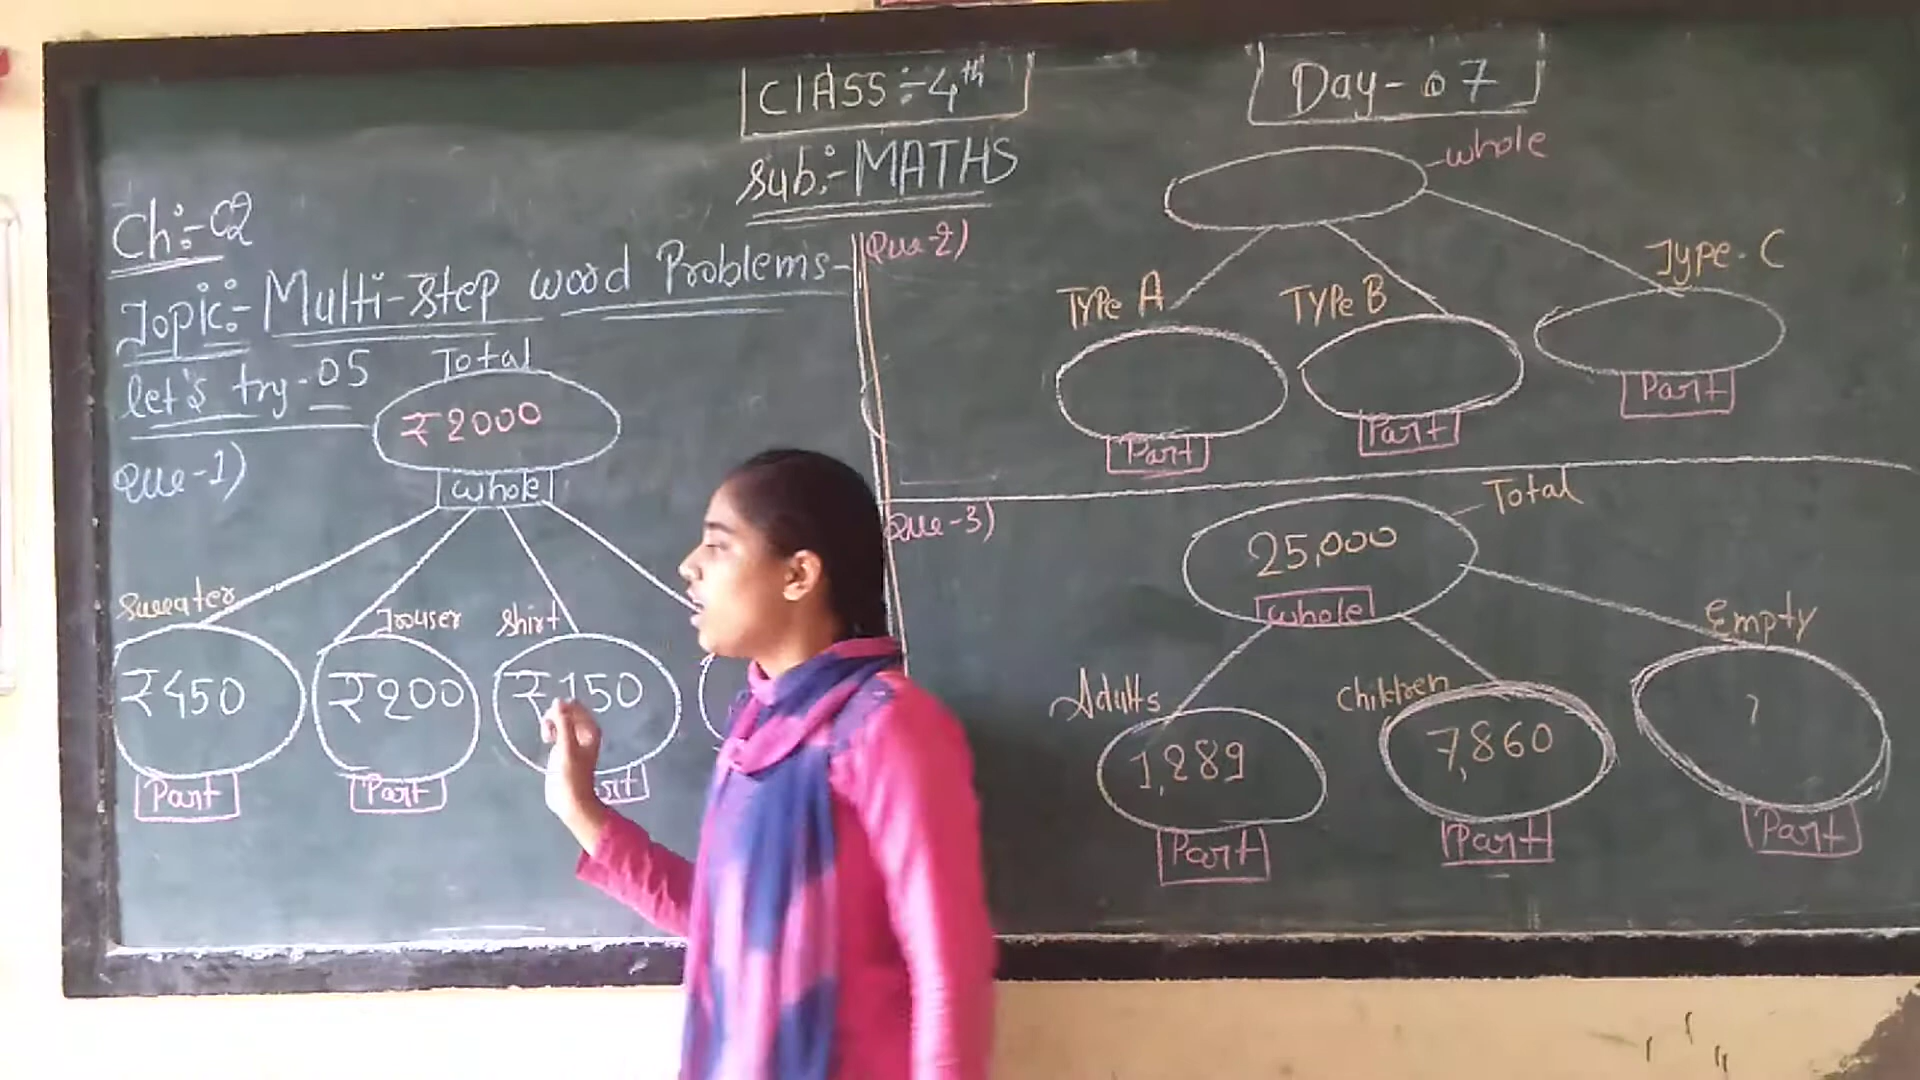 CLASS:-4th
Day-07
Sub:-MATHS
Ch:-02
Topic:-Multi-step word Problems-
let's try-05
Que-1)
Total
₹2000
whole
Sweater
Trouser
Shirt
₹450
₹200
₹150
Part
Part
Que-2)
whole
Type A
TYPe B
Type-C
Part
Part
Part
Que-3)
Total
25,000
whole
Adults
Children
Empty
1,289
7,860
?
Part
Part
Part